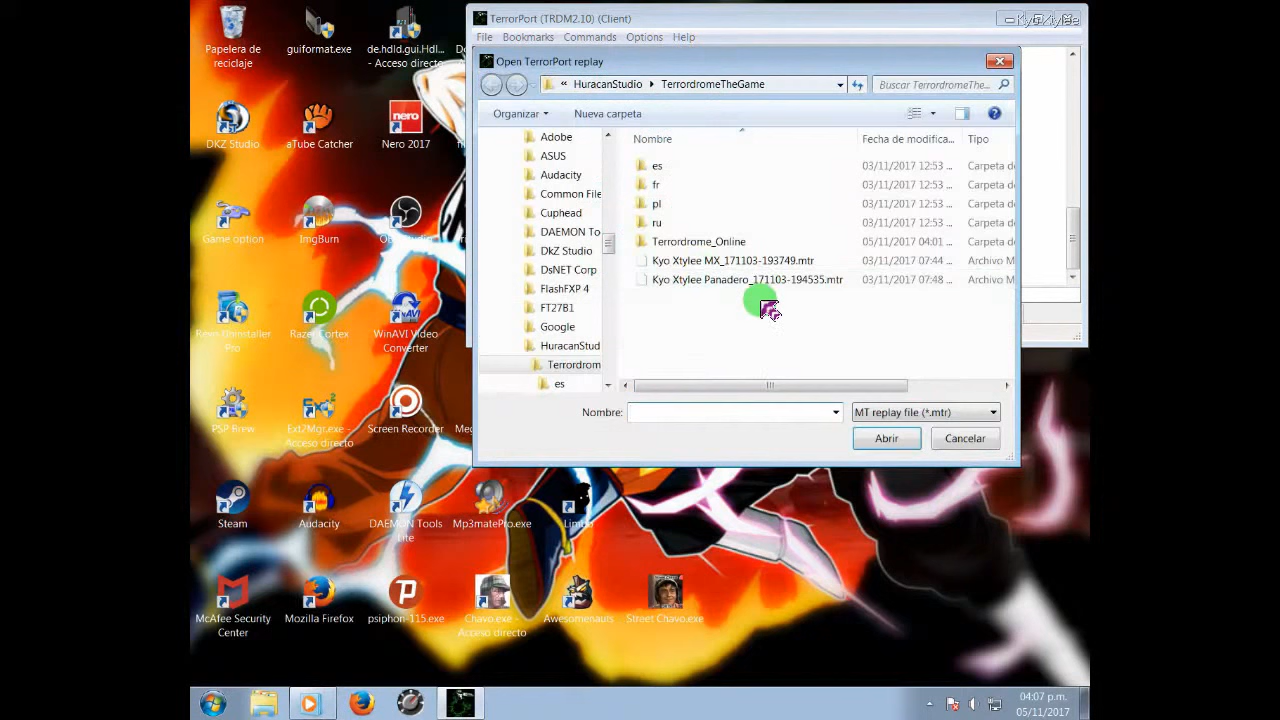 Papelera de
reciclaje
guiformat.exe
de.hdld.gui.Hdl...
- Acceso directo
TerrorPort (TRDM2.10) (Client)
File Bookmarks Commands Options Help
Open TerrorPort replay
« HuracanStudio TerrordromeTheGame
Buscar TerrordromeThe...
Organizar Nueva carpeta
Nombre Fecha de modifica... Tipo
Adobe
ASUS
Audacity
Common File
Cuphead
DAEMON To
DkZ Studio
DsNET Corp
FlashFXP 4
FT27B1
Google
HuracanStud
Terrordrom
es
es 03/11/2017 12:53 ... Carpeta de
fr 03/11/2017 12:53 ... Carpeta de
pl 03/11/2017 12:53 ... Carpeta de
ru 03/11/2017 12:53 ... Carpeta de
Terrordrome_Online 05/11/2017 04:01 ... Carpeta de
Kyo Xtylee MX_171103-193749.mtr 03/11/2017 07:44 ... Archivo M
Kyo Xtylee Panadero_171103-194535.mtr 03/11/2017 07:48 ... Archivo M
Nombre: MT replay file (*.mtr)
Abrir Cancelar
DKZ Studio
aTube Catcher
nero
Nero 2017
Game option
ImgBurn
Revo Uninstaller
Pro
Razer Cortex
WinAVI Video
Converter
PSP Brew
Ext2Mgr.exe -
Acceso directo
Screen Recorder
Steam
Audacity
DAEMON Tools
Lite
Mp3matePro.exe
Limbo
McAfee Security
Center
Mozilla Firefox
psiphon-115.exe
Chavo.exe -
Acceso directo
Awesomenauts
Street Chavo.exe
04:07 p.m.
05/11/2017